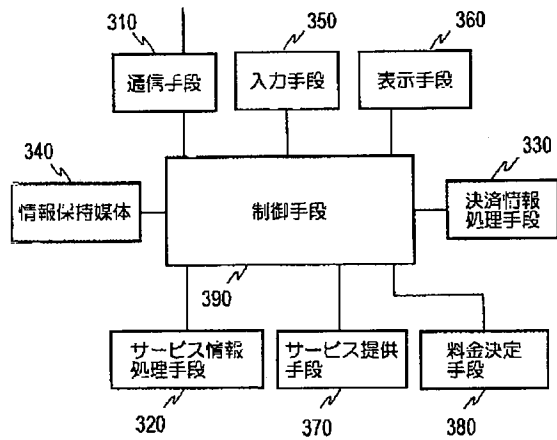 310
350
360
通信手段
入力手段
表示手段
340
330
情報保持媒体
制御手段
決済情報
処理手段
390
サービス情報
処理手段
サービス提供
手段
料金決定
手段
320
370
380